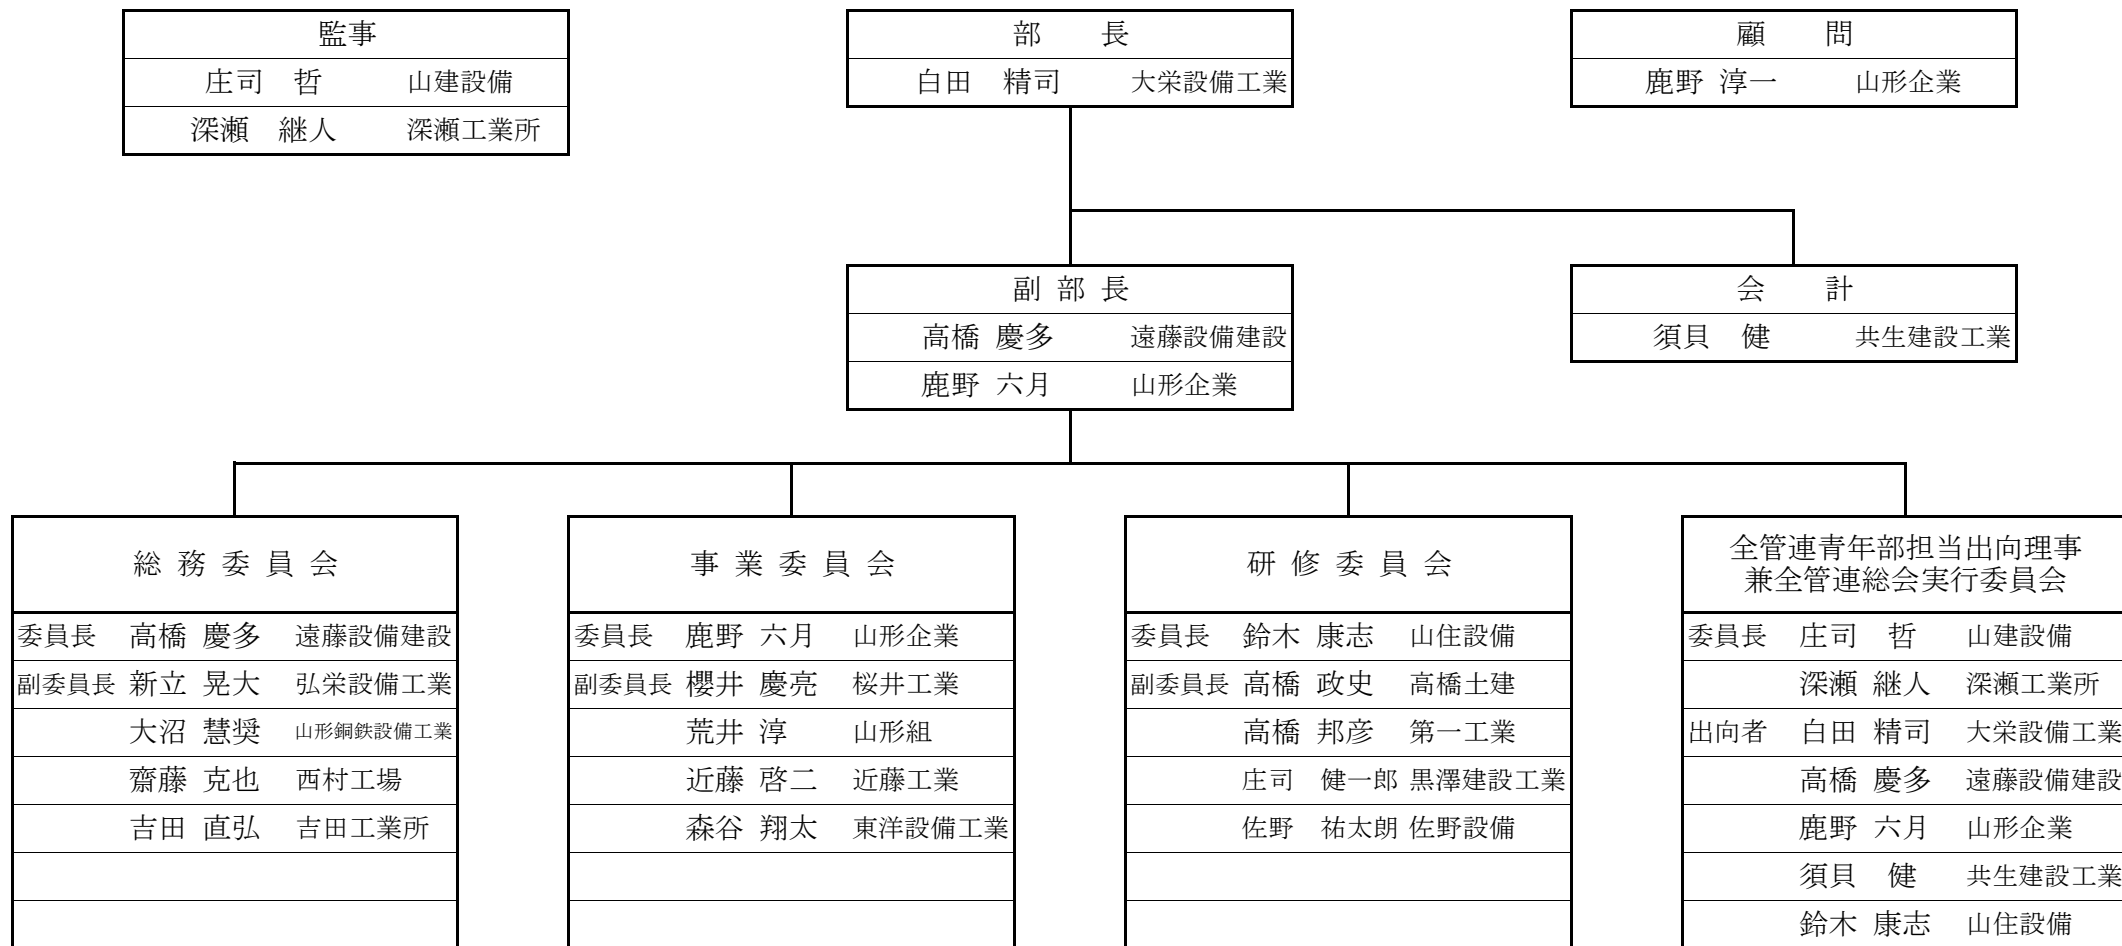 監事
庄司 哲 山建設備
深瀬 継人 深瀬工業所
部 長
白田 精司 大栄設備工業
顧 問
鹿野 淳一 山形企業
副 部 長
高橋 慶多 遠藤設備建設
鹿野 六月 山形企業
会 計
須貝 健 共生建設工業
総 務 委 員 会
委員長 高橋 慶多 遠藤設備建設
副委員長 新立 晃大 弘栄設備工業
大沼 慧奨 山形銅鉄設備工業
齋藤 克也 西村工場
吉田 直弘 吉田工業所
事 業 委 員 会
委員長 鹿野 六月 山形企業
副委員長 櫻井 慶亮 桜井工業
荒井 淳 山形組
近藤 啓二 近藤工業
森谷 翔太 東洋設備工業
研 修 委 員 会
委員長 鈴木 康志 山住設備
副委員長 高橋 政史 高橋土建
高橋 邦彦 第一工業
庄司 健一郎 黒澤建設工業
佐野 祐太朗 佐野設備
全管連青年部担当出向理事
兼全管連総会実行委員会
委員長 庄司 哲 山建設備
深瀬 継人 深瀬工業所
出向者 白田 精司 大栄設備工業
高橋 慶多 遠藤設備建設
鹿野 六月 山形企業
須貝 健 共生建設工業
鈴木 康志 山住設備